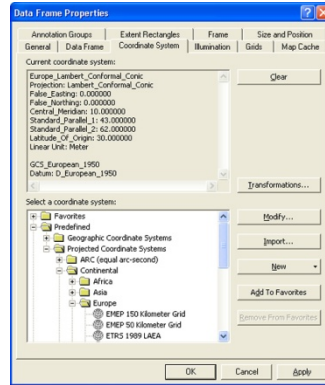 Data Frame Properties
Annotation Groups Extent Rectangles Frame Size and Position
General Data Frame Coordinate System Illumination Grids Map Cache
Current coordinate system:
Europe_Lambert_Conformal_Conic
Projection: Lambert_Conformal_Conic
False_Easting: 0.000000
False_Northing: 0.000000
Central_Meridian: 10.000000
Standard_Parallel_1: 43.000000
Standard_Parallel_2: 62.000000
Latitude_Of_Origin: 30.000000
Linear Unit: Meter
GCS_European_1950
Datum: D_European_1950
Clear
Transformations...
Select a coordinate system:
Favorites
Predefined
Geographic Coordinate Systems
Projected Coordinate Systems
ARC (equal arc-second)
Continental
Africa
Asia
Europe
EMEP 150 Kilometer Grid
EMEP 50 Kilometer Grid
ETRS 1989 LAEA
Modify...
Import...
New
Add To Favorites
Remove From Favorites
OK Cancel Apply